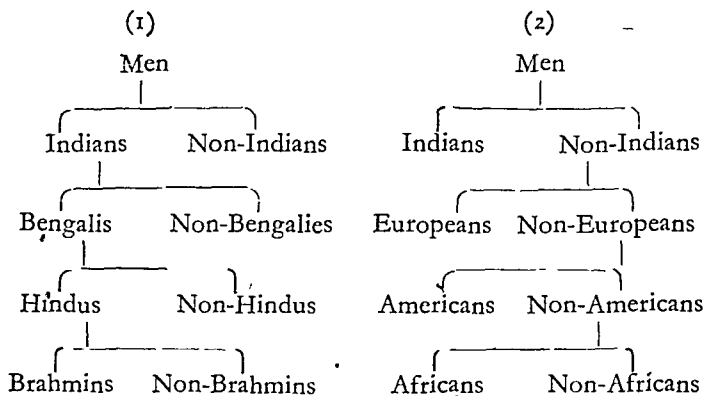 (1) (2)
Men Men
Indians Non-Indians Indians Non-Indians
Bengalis Non-Bengalies Europeans Non-Europeans
Hindus Non-Hindus Americans Non-Americans
Brahmins Non-Brahmins Africans Non-Africans